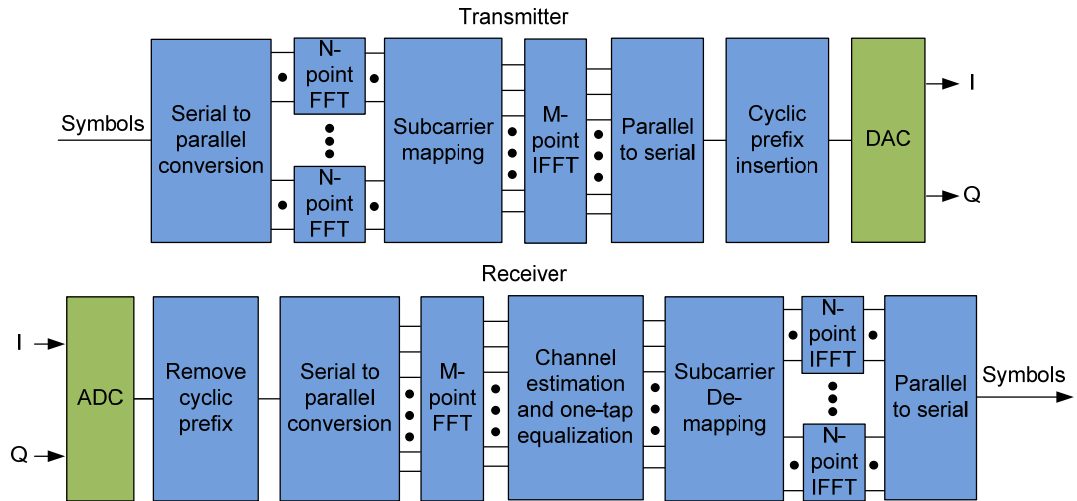 Transmitter
Symbols
Serial to
parallel
conversion
N-
point
FFT
N-
point
FFT
Subcarrier
mapping
M-
point
IFFT
Parallel
to serial
Cyclic
prefix
insertion
DAC
I
Q
Receiver
I
Q
ADC
Remove
cyclic
prefix
Serial to
parallel
conversion
M-
point
FFT
Channel
estimation
and one-tap
equalization
Subcarrier
De-
mapping
N-
point
IFFT
N-
point
IFFT
Parallel
to serial
Symbols